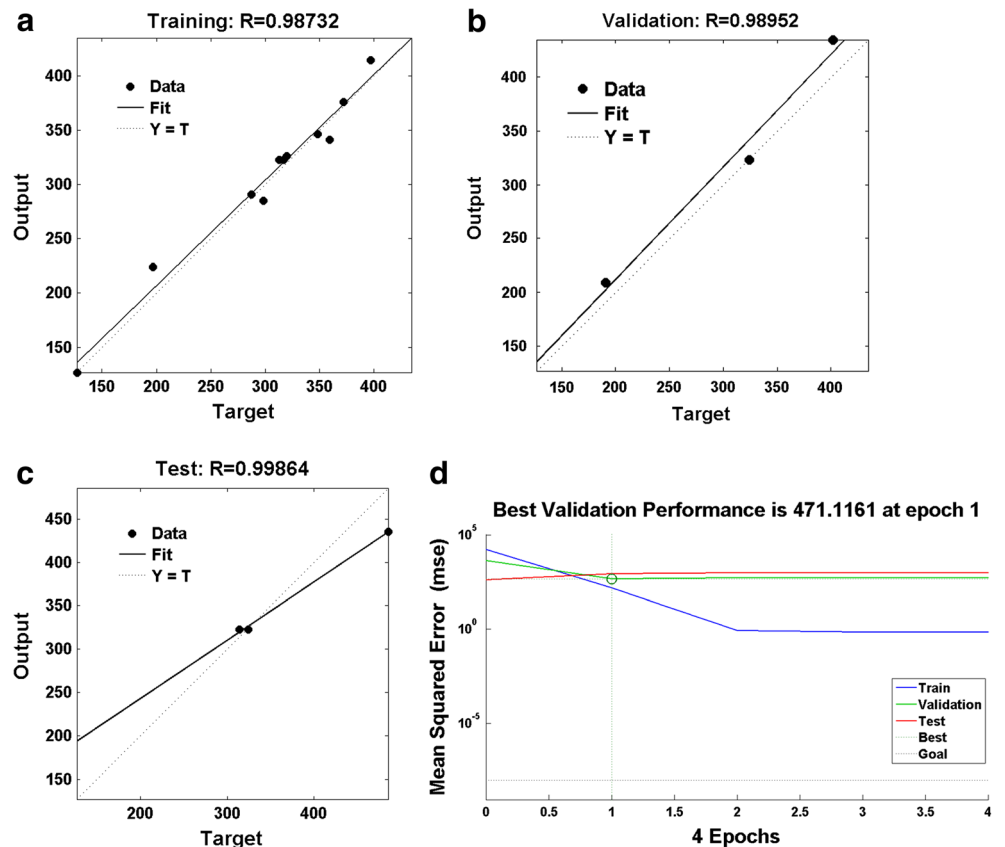 a
Training: R=0.98732
Data
Fit
Y = T
400
350
300
250
200
150
Output
150 200 250 300 350 400
Target
b
Validation: R=0.98952
Data
Fit
Y = T
400
350
300
250
200
150
Output
150 200 250 300 350 400
Target
c
Test: R=0.99864
Data
Fit
Y = T
450
400
350
300
250
200
150
Output
200 300 400
Target
d
Best Validation Performance is 471.1161 at epoch 1
10^5
10^0
10^-5
Mean Squared Error (mse)
Train
Validation
Test
Best
Goal
0 0.5 1 1.5 2 2.5 3 3.5 4
4 Epochs